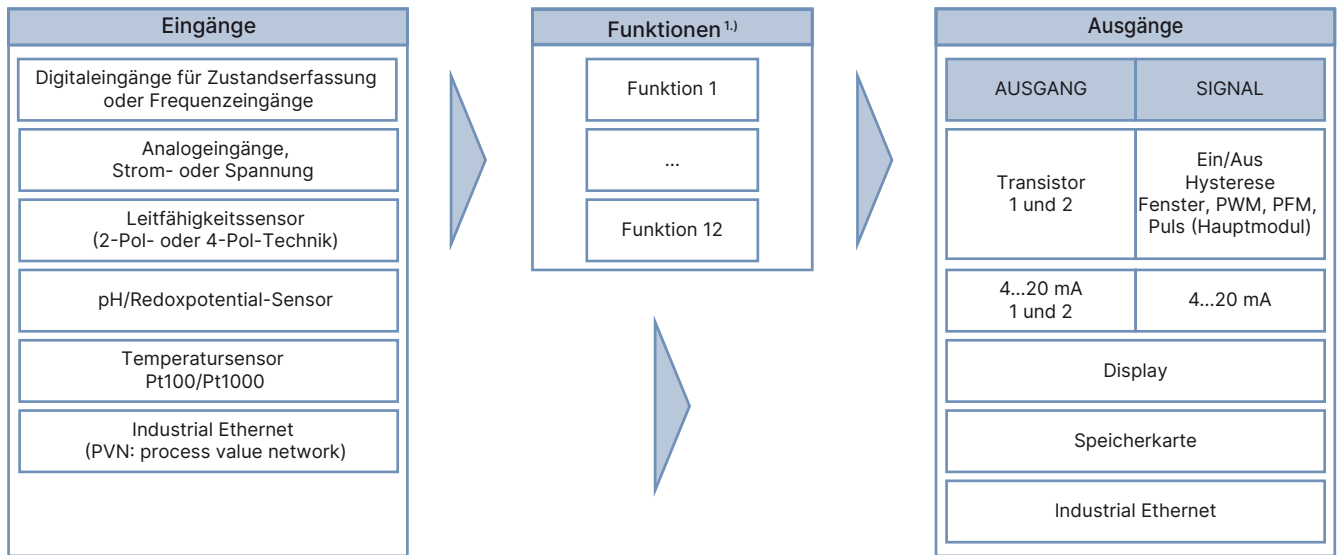 Eingänge
Digitaleingänge für Zustandserfassung
oder Frequenzeingänge
Analogeingänge,
Strom- oder Spannung
Leitfähigkeitssensor
(2-Pol- oder 4-Pol-Technik)
pH/Redoxpotential-Sensor
Temperatursensor
Pt100/Pt1000
Industrial Ethernet
(PVN: process value network)
Funktionen 1.)
Funktion 1
...
Funktion 12
Ausgänge
AUSGANG
SIGNAL
Transistor
1 und 2
Ein/Aus
Hysterese
Fenster, PWM, PFM,
Puls (Hauptmodul)
4...20 mA
1 und 2
4...20 mA
Display
Speicherkarte
Industrial Ethernet